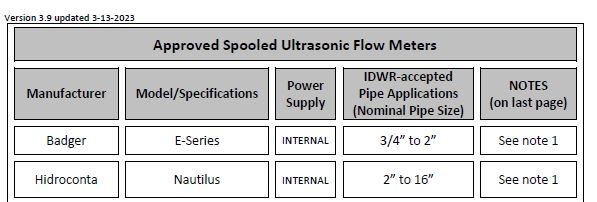 Version 3.9 updated 3-13-2023
Approved Spooled Ultrasonic Flow Meters
Manufacturer
Model/Specifications
Power
Supply
IDWR-accepted
Pipe Applications
(Nominal Pipe Size)
NOTES
(on last page)
Badger
E-Series
INTERNAL
3/4” to 2”
See note 1
Hidroconta
Nautilus
INTERNAL
2” to 16”
See note 1